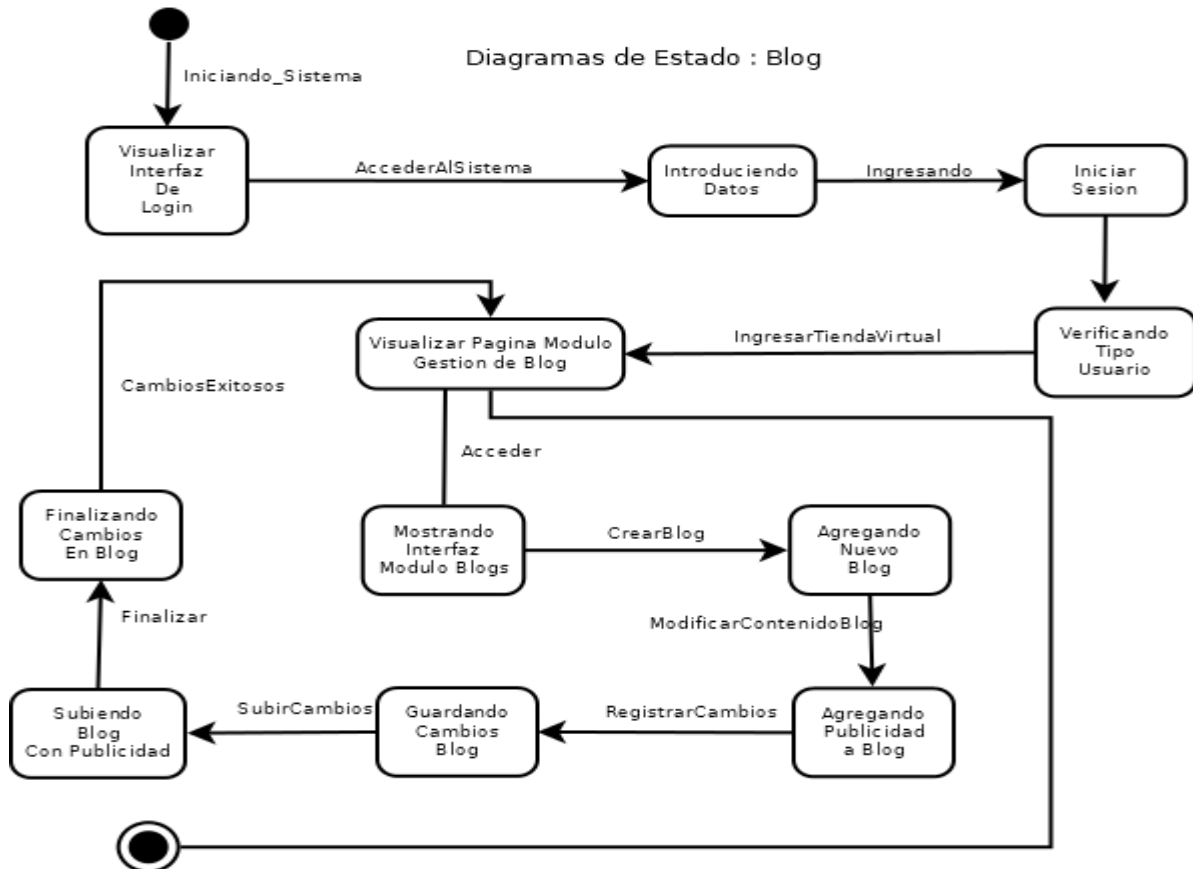 Diagramas de Estado : Blog
Iniciando_Sistema
Visualizar
Interfaz
De
Login
AccederAlSistema
Introduciendo
Datos
Ingresando
Iniciar
Sesion
Verificando
Tipo
Usuario
IngresarTiendaVirtual
Visualizar Pagina Modulo
Gestion de Blog
CambiosExitosos
Acceder
Finalizando
Cambios
En Blog
Mostrando
Interfaz
Modulo Blogs
CrearBlog
Agregando
Nuevo
Blog
Finalizar
ModificarContenidoBlog
Subiendo
Blog
Con Publicidad
SubirCambios
Guardando
Cambios
Blog
RegistrarCambios
Agregando
Publicidad
a Blog